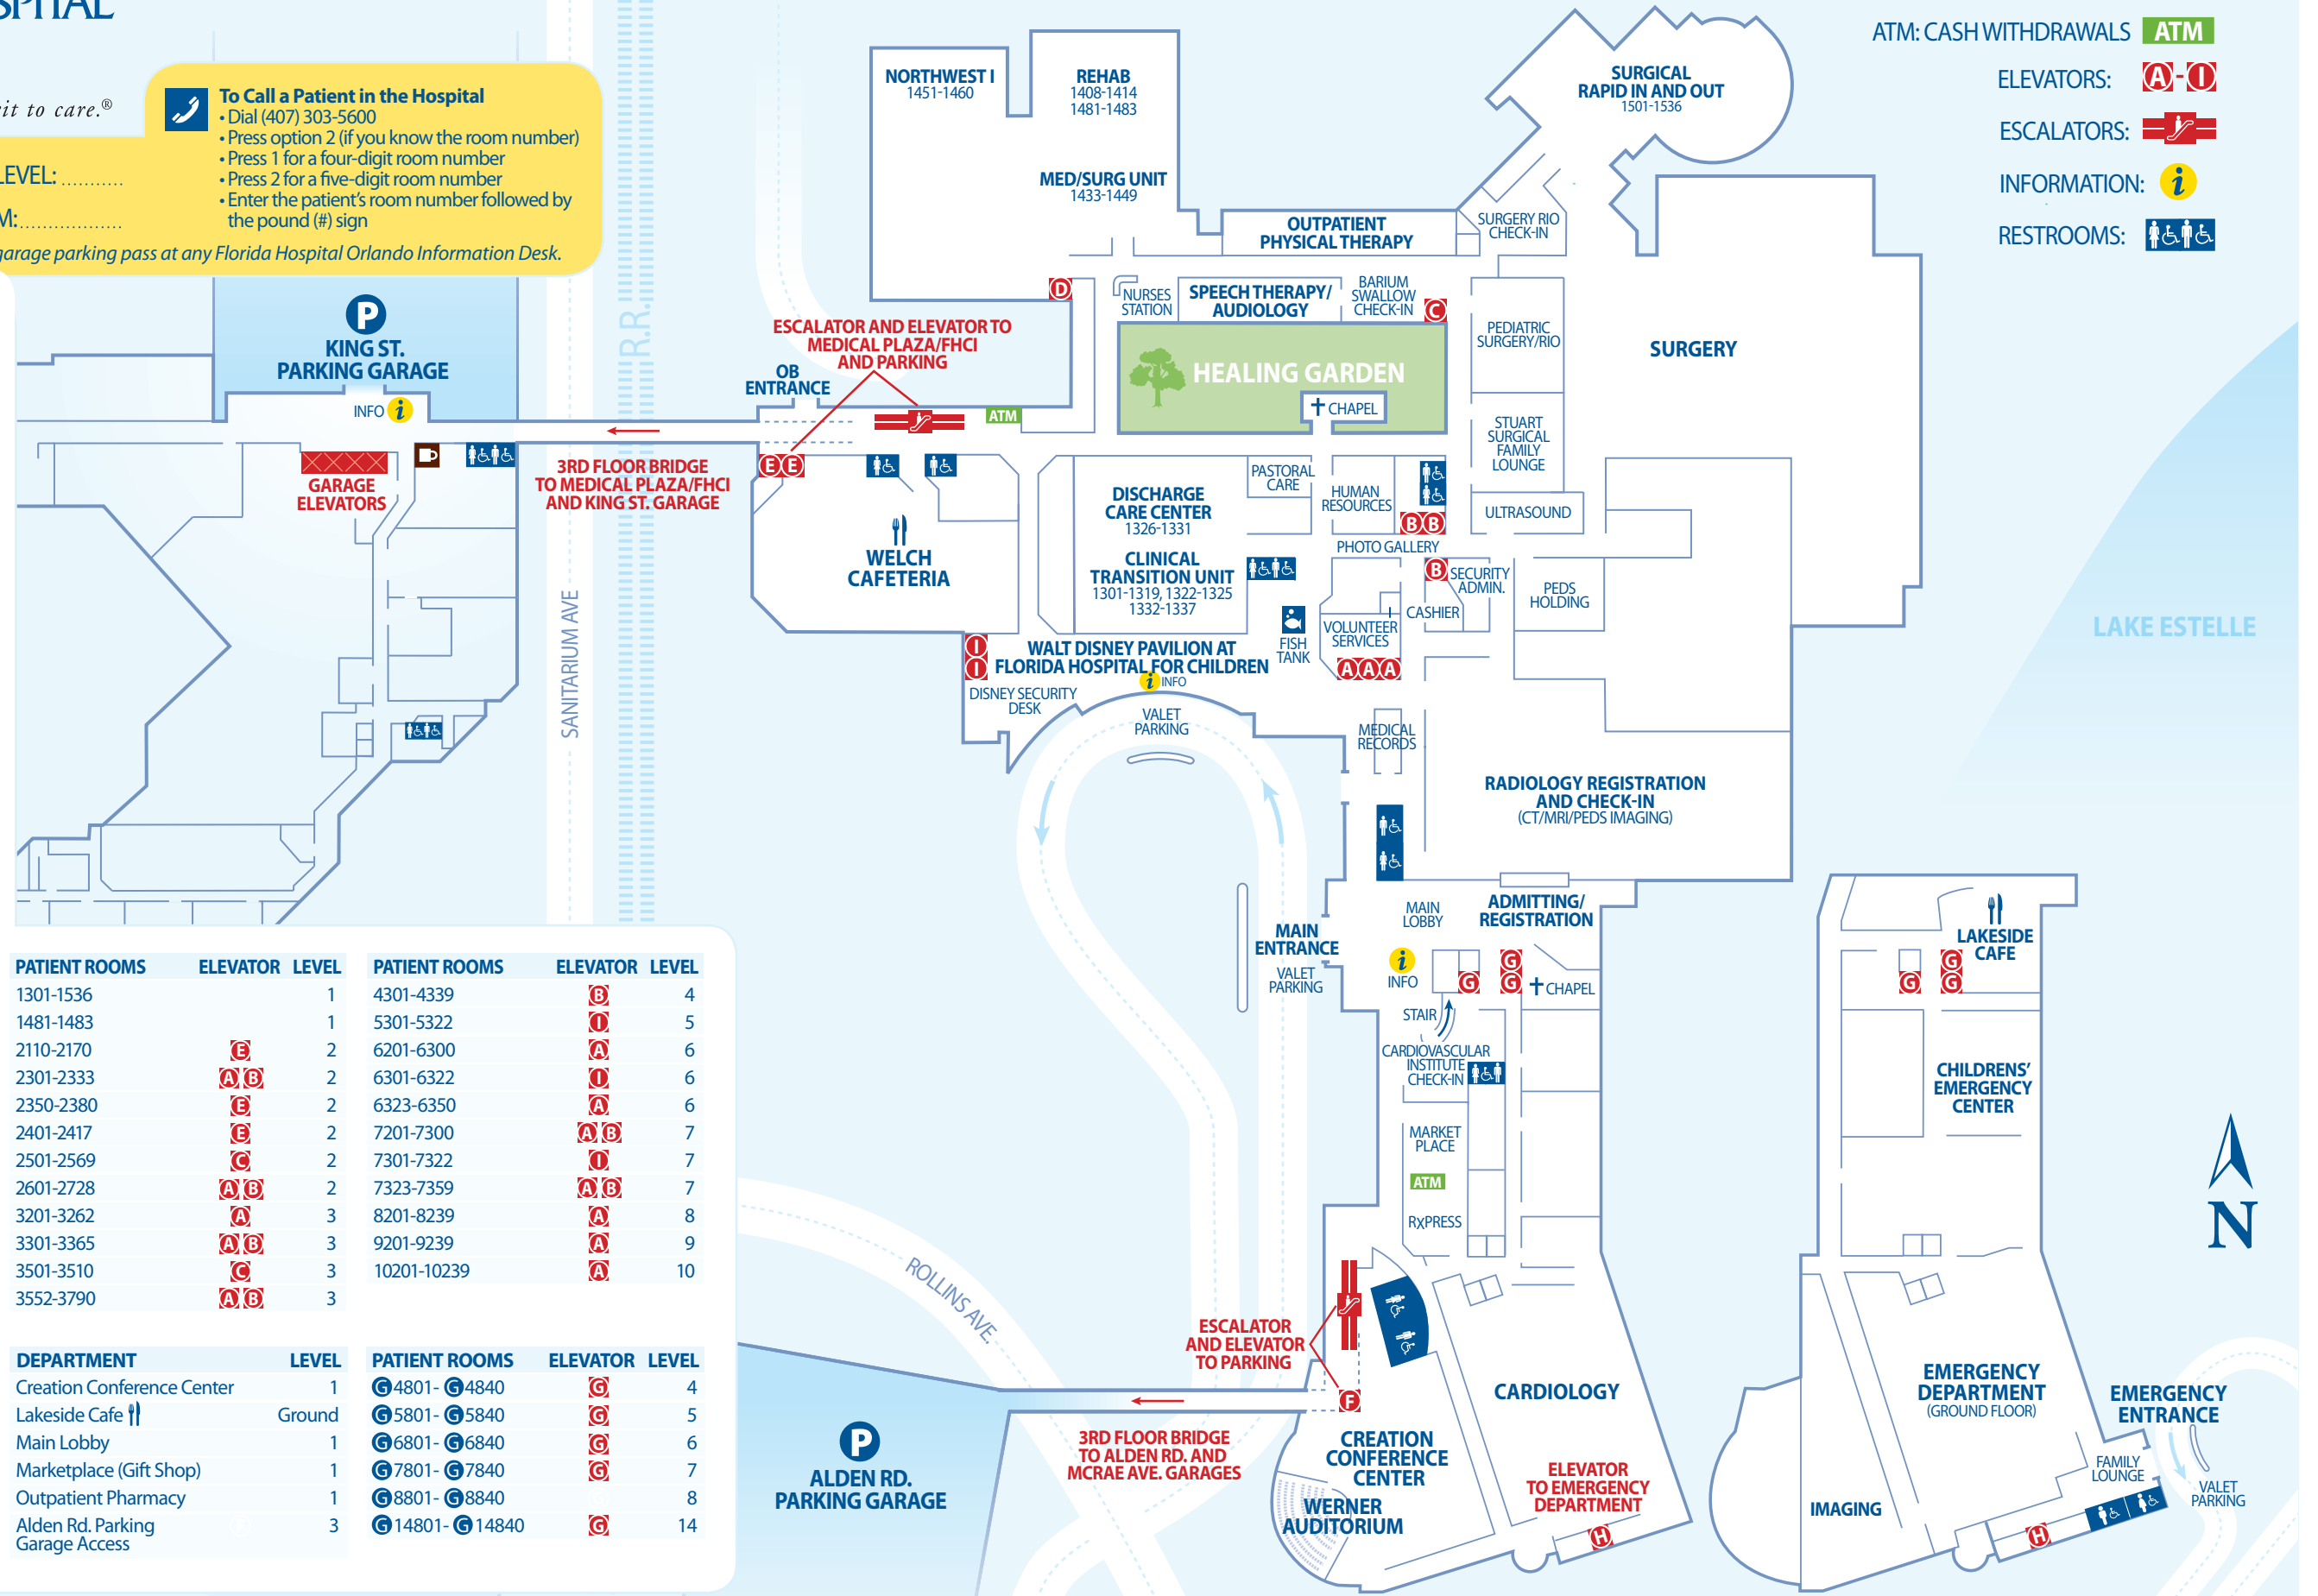 SPITAL
it to care.®
To Call a Patient in the Hospital
• Dial (407) 303-5600
• Press option 2 (if you know the room number)
• Press 1 for a four-digit room number
• Press 2 for a five-digit room number
• Enter the patient's room number followed by
the pound (#) sign
LEVEL: ...........
M:..................
garage parking pass at any Florida Hospital Orlando Information Desk.
ATM: CASH WITHDRAWALS ATM
ELEVATORS: A-I
ESCALATORS:
INFORMATION: i
RESTROOMS:
P
KING ST.
PARKING GARAGE
INFO i
GARAGE
ELEVATORS
3RD FLOOR BRIDGE
TO MEDICAL PLAZA/FHCI
AND KING ST. GARAGE
SANITARIUM AVE
R.R.
NORTHWEST I
1451-1460
REHAB
1408-1414
1481-1483
MED/SURG UNIT
1433-1449
SURGICAL
RAPID IN AND OUT
1501-1536
OUTPATIENT
PHYSICAL THERAPY
SURGERY RIO
CHECK-IN
D
NURSES
STATION
SPEECH THERAPY/
AUDIOLOGY
BARIUM
SWALLOW
CHECK-IN
C
PEDIATRIC
SURGERY/RIO
SURGERY
ESCALATOR AND ELEVATOR TO
MEDICAL PLAZA/FHCI
AND PARKING
OB
ENTRANCE
ATM
HEALING GARDEN
CHAPEL
STUART
SURGICAL
FAMILY
LOUNGE
E E
WELCH
CAFETERIA
DISCHARGE
CARE CENTER
1326-1331
CLINICAL
TRANSITION UNIT
1301-1319, 1322-1325
1332-1337
PASTORAL
CARE
HUMAN
RESOURCES
B B
ULTRASOUND
PHOTO GALLERY
B
SECURITY
ADMIN.
PEDS
HOLDING
CASHIER
FISH
TANK
VOLUNTEER
SERVICES
A A A
I
I
WALT DISNEY PAVILION AT
FLORIDA HOSPITAL FOR CHILDREN
i INFO
DISNEY SECURITY
DESK
VALET
PARKING
MEDICAL
RECORDS
LAKE ESTELLE
RADIOLOGY REGISTRATION
AND CHECK-IN
(CT/MRI/PEDS IMAGING)
MAIN
LOBBY
ADMITTING/
REGISTRATION
MAIN
ENTRANCE
VALET
PARKING
i
INFO
G
G
G
CHAPEL
STAIR
CARDIOVASCULAR
INSTITUTE
CHECK-IN
MARKET
PLACE
ATM
RXPRESS
LAKESIDE
CAFE
G
G
G
CHILDRENS'
EMERGENCY
CENTER
N
PATIENT ROOMS ELEVATOR LEVEL
1301-1536 1
1481-1483 1
2110-2170 E 2
2301-2333 A B 2
2350-2380 E 2
2401-2417 E 2
2501-2569 C 2
2601-2728 A B 2
3201-3262 A 3
3301-3365 A B 3
3501-3510 C 3
3552-3790 A B 3
PATIENT ROOMS ELEVATOR LEVEL
4301-4339 B 4
5301-5322 I 5
6201-6300 A 6
6301-6322 I 6
6323-6350 A 6
7201-7300 A B 7
7301-7322 I 7
7323-7359 A B 7
8201-8239 A 8
9201-9239 A 9
10201-10239 A 10
DEPARTMENT LEVEL
Creation Conference Center 1
Lakeside Cafe Ground
Main Lobby 1
Marketplace (Gift Shop) 1
Outpatient Pharmacy 1
Alden Rd. Parking 3
Garage Access
PATIENT ROOMS ELEVATOR LEVEL
G4801- G4840 G 4
G5801- G5840 G 5
G6801- G6840 G 6
G7801- G7840 G 7
G8801- G8840 8
G14801- G14840 G 14
ROLLINS AVE.
P
ALDEN RD.
PARKING GARAGE
ESCALATOR
AND ELEVATOR
TO PARKING
F
3RD FLOOR BRIDGE
TO ALDEN RD. AND
MCRAE AVE. GARAGES
CREATION
CONFERENCE
CENTER
WERNER
AUDITORIUM
CARDIOLOGY
ELEVATOR
TO EMERGENCY
DEPARTMENT
H
EMERGENCY
DEPARTMENT
(GROUND FLOOR)
EMERGENCY
ENTRANCE
FAMILY
LOUNGE
VALET
PARKING
IMAGING
H